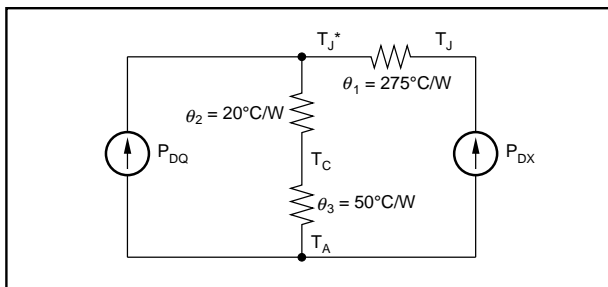 T_J*
T_J
θ_1 = 275°C/W
θ_2 = 20°C/W
P_DQ
T_C
P_DX
θ_3 = 50°C/W
T_A